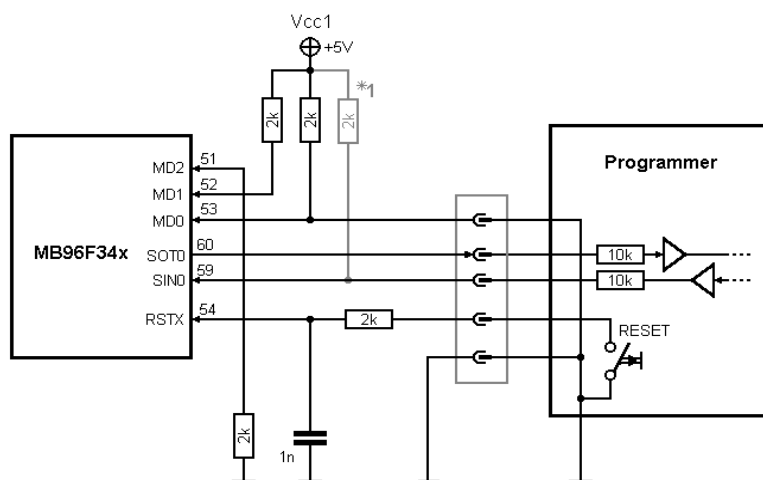 Vcc1
+5V
*1
2k
2k
2k
MB96F34x
MD2
51
MD1
52
MD0
53
SOT0
60
SIN0
59
RSTX
54
2k
2k
1n
Programmer
10k
10k
RESET